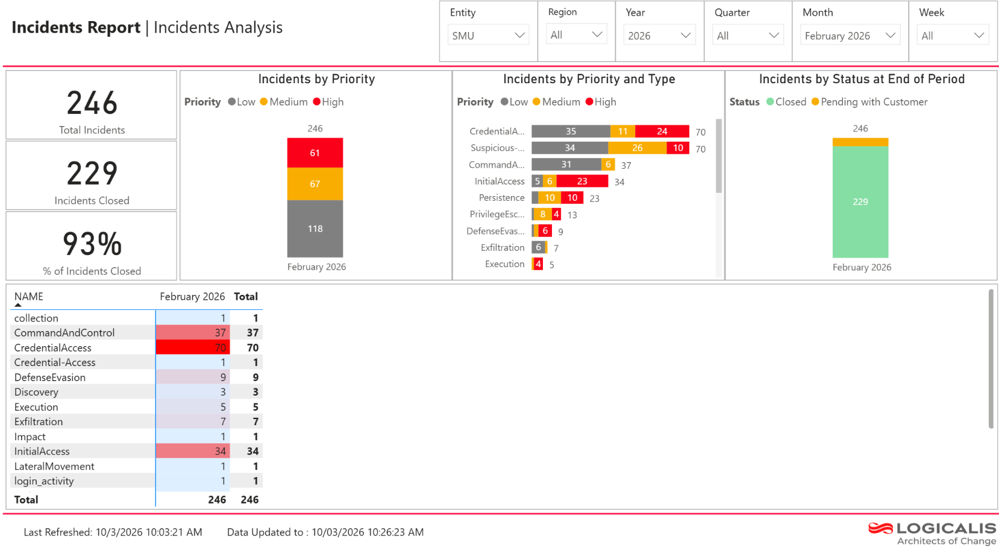 Incidents Report | Incidents Analysis
Entity
SMU
Region
All
Year
2026
Quarter
All
Month
February 2026
Week
All
246
Total Incidents
229
Incidents Closed
93%
% of Incidents Closed
Incidents by Priority
Priority Low Medium High
246
61
67
118
February 2026
Incidents by Priority and Type
Priority Low Medium High
CredentialA... 35 11 24 70
Suspicious-... 34 26 10 70
CommandA... 31 6 37
InitialAccess 5 6 23 34
Persistence 10 10 23
PrivilegeEsc... 8 4 13
DefenseEvas... 6 9
Exfiltration 6 7
Execution 4 5
Incidents by Status at End of Period
Status Closed Pending with Customer
246
229
February 2026
NAME February 2026 Total
collection 1 1
CommandAndControl 37 37
CredentialAccess 70 70
Credential-Access 1 1
DefenseEvasion 9 9
Discovery 3 3
Execution 5 5
Exfiltration 7 7
Impact 1 1
InitialAccess 34 34
LateralMovement 1 1
login_activity 1 1
Total 246 246
Last Refreshed: 10/3/2026 10:03:21 AM
Data Updated to : 10/03/2026 10:26:23 AM
LOGICALIS
Architects of Change